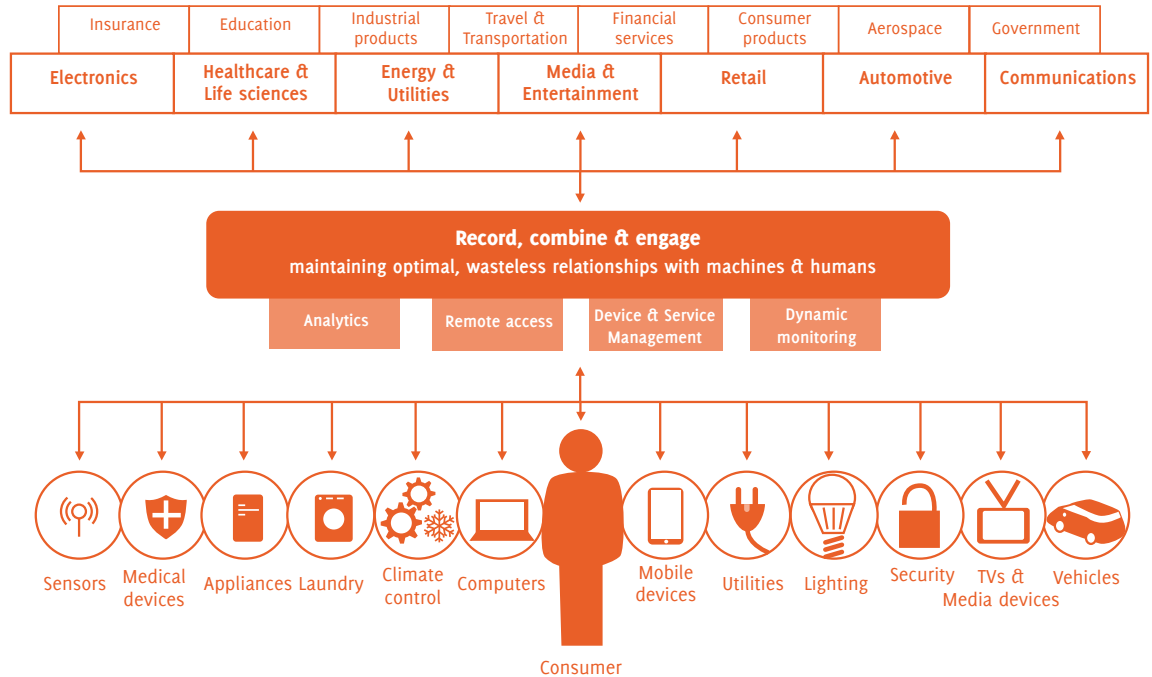 Insurance
Education
Industrial
products
Travel &
Transportation
Financial
services
Consumer
products
Aerospace
Government
Electronics
Healthcare &
Life sciences
Energy &
Utilities
Media &
Entertainment
Retail
Automotive
Communications
Record, combine & engage
maintaining optimal, wasteless relationships with machines & humans
Analytics
Remote access
Device & Service
Management
Dynamic
monitoring
Sensors
Medical
devices
Appliances
Laundry
Climate
control
Computers
Consumer
Mobile
devices
Utilities
Lighting
Security
TVs &
Media devices
Vehicles